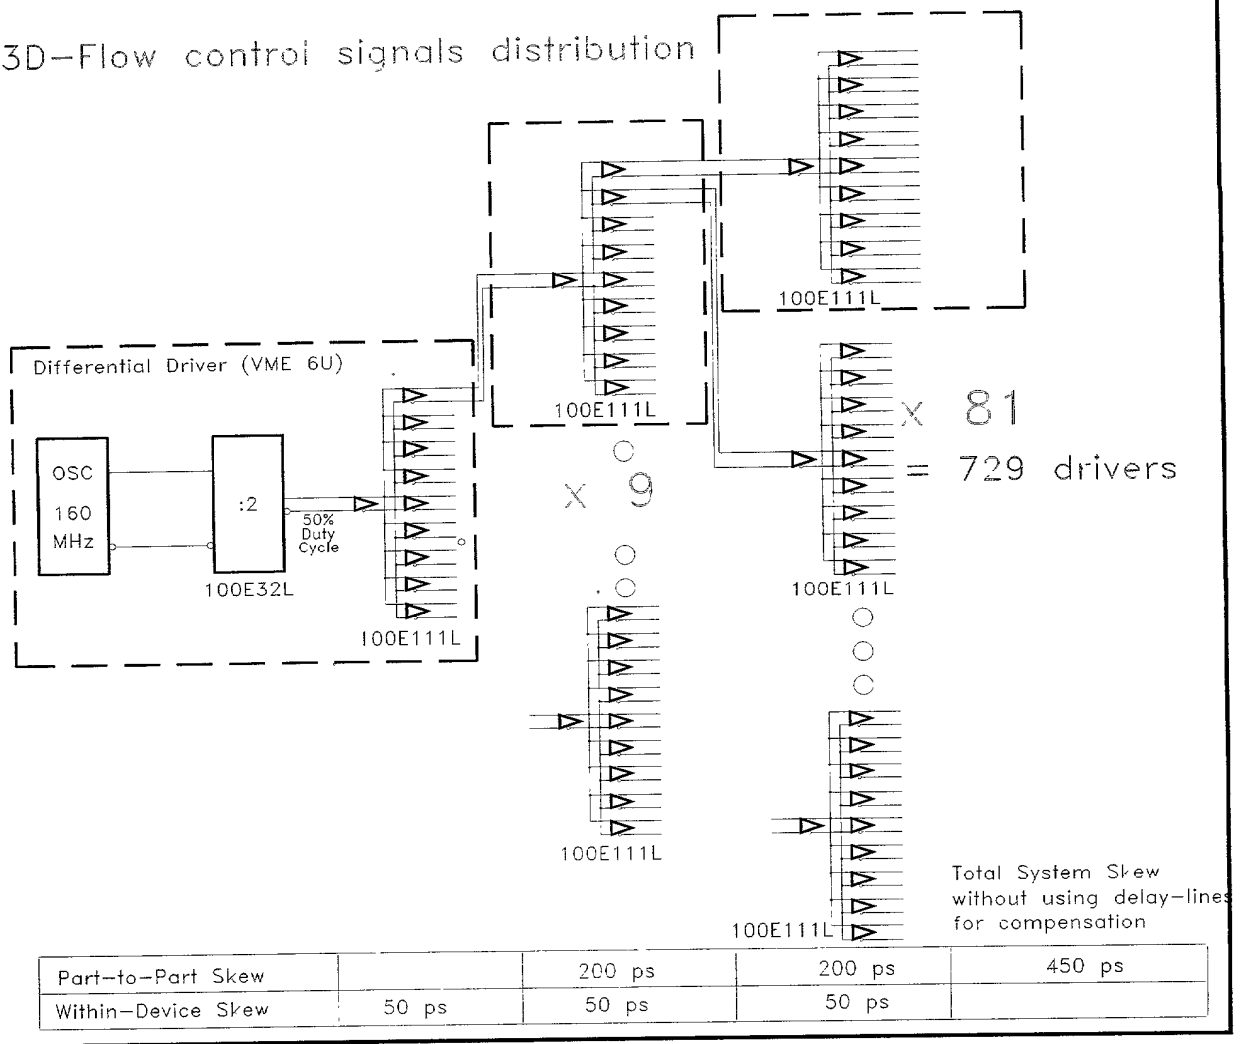 3D-Flow control signals distribution
100E111L
Differential Driver (VME 6U)
100E111L
x 81
= 729 drivers
OSC
160
MHz
:2
50%
Duty
Cycle
100E32L
100E111L
x 9
100E111L
100E111L
100E111L
Total System Skew
without using delay-lines
for compensation
Part-to-Part Skew 200 ps 200 ps 450 ps
Within-Device Skew 50 ps 50 ps 50 ps